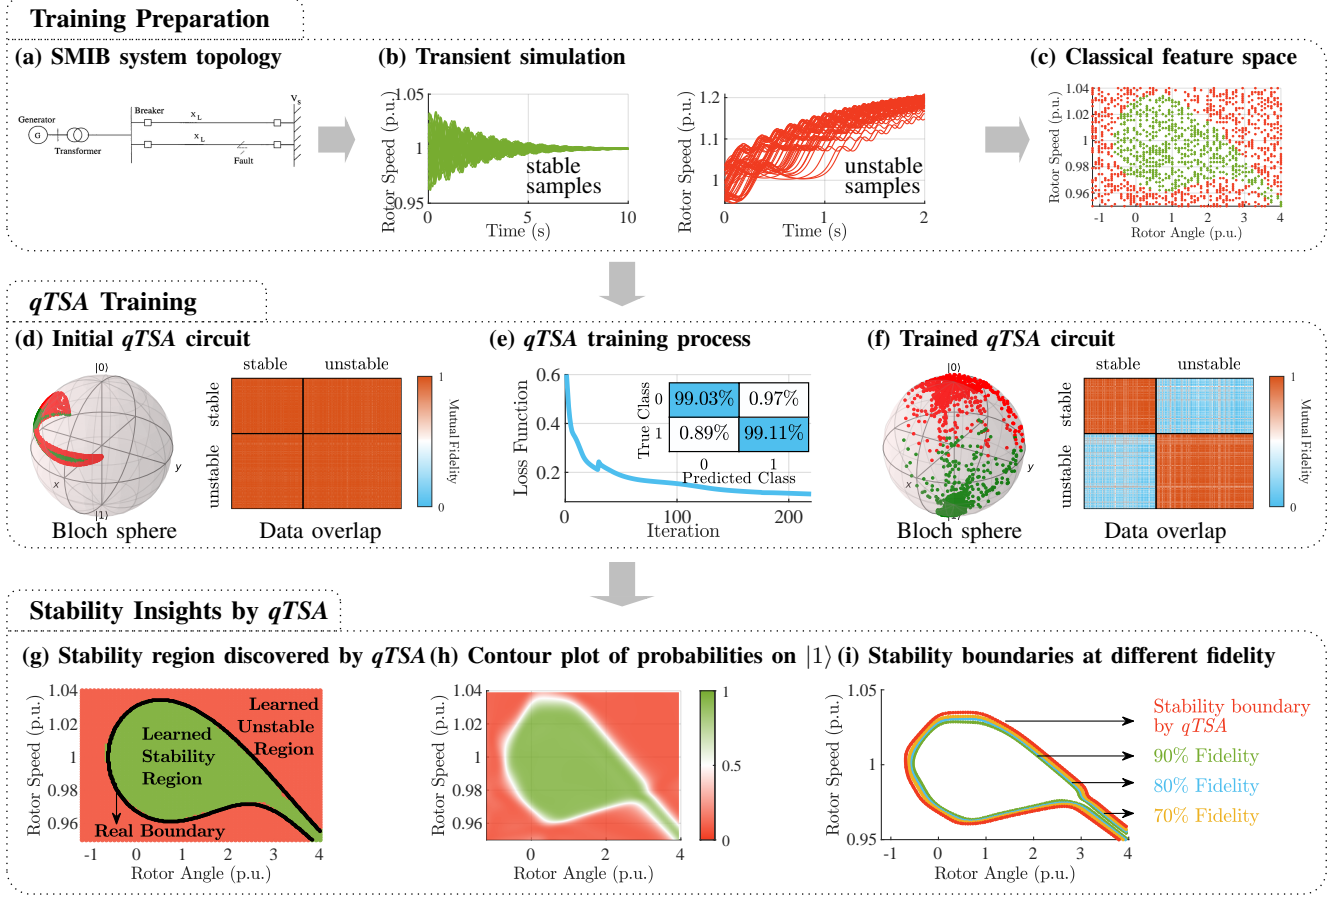 Training Preparation
(a) SMIB system topology
Generator
G
Transformer
Breaker
X_L
X_L
Fault
V_s
(b) Transient simulation
Rotor Speed (p.u.)
1.05
1
0.95
stable
samples
0 5 10
Time (s)
Rotor Speed (p.u.)
1.2
1.1
1
unstable
samples
0 1 2
Time (s)
(c) Classical feature space
Rotor Speed (p.u.)
1.04
1.02
1
0.98
0.96
-1 0 1 2 3 4
Rotor Angle (p.u.)
qTSA Training
(d) Initial qTSA circuit
|0⟩
x
y
|1⟩
Bloch sphere
stable unstable
stable
unstable
1
0
Mutual Fidelity
Data overlap
(e) qTSA training process
Loss Function
0.6
0.4
0.2
True Class
0 99.03% 0.97%
1 0.89% 99.11%
0 1
Predicted Class
0 100 200
Iteration
(f) Trained qTSA circuit
|0⟩
x
y
Bloch sphere
stable unstable
stable
unstable
1
0
Mutual Fidelity
Data overlap
Stability Insights by qTSA
(g) Stability region discovered by qTSA
Rotor Speed (p.u.)
1.04
1.02
1
0.98
0.96
Learned
Unstable
Region
Learned
Stability
Region
Real Boundary
-1 0 1 2 3 4
Rotor Angle (p.u.)
(h) Contour plot of probabilities on |1⟩
Rotor Speed (p.u.)
1.04
1.02
1
0.98
0.96
0 2 4
Rotor Angle (p.u.)
1
0.5
0
(i) Stability boundaries at different fidelity
Rotor Speed (p.u.)
1.05
1
0.95
-1 0 1 2 3 4
Rotor Angle (p.u.)
Stability boundary
by qTSA
90% Fidelity
80% Fidelity
70% Fidelity